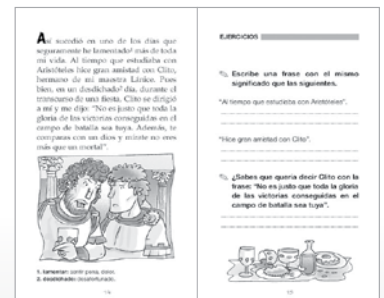 Así sucedió en uno de los días que
seguramente he lamentado¹ más de toda
mi vida. Al tiempo que estudiaba con
Aristóteles hice gran amistad con Clito,
hermano de mi maestra Lárice. Pues
bien, en un desdichado² día, durante el
transcurso de una fiesta, Clito se dirigió
a mí y me dijo: "No es justo que toda la
gloria de las victorias conseguidas en el
campo de batalla sea tuya. Además, te
comparas con un dios y mírate no eres
más que un mortal".
1. lamentar: sentir pena, dolor.
2. desdichado: desafortunado.
EJERCICIOS
Escribe una frase con el mismo
significado que las siguientes.
"Al tiempo que estudiaba con Aristóteles".
"Hice gran amistad con Clito".
¿Sabes que quería decir Clito con la
frase: "No es justo que toda la gloria
de las victorias conseguidas en el
campo de batalla sea tuya".